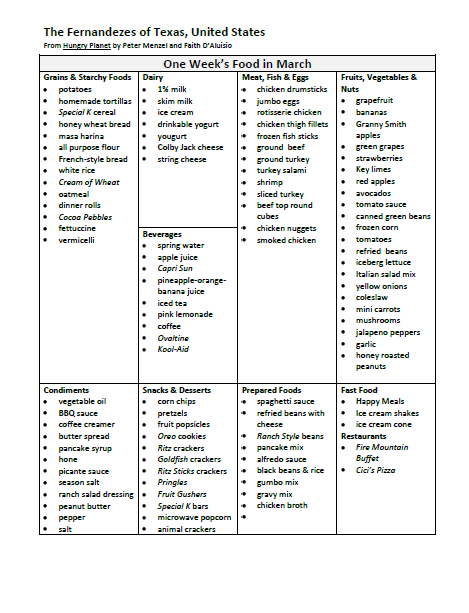 The Fernandezes of Texas, United States
From Hungry Planet by Peter Menzel and Faith D'Aluisio
One Week's Food in March
Grains & Starchy Foods
• potatoes
• homemade tortillas
• Special K cereal
• honey wheat bread
• masa harina
• all purpose flour
• French-style bread
• white rice
• Cream of Wheat
• oatmeal
• dinner rolls
• Cocoa Pebbles
• fettuccine
• vermicelli
Dairy
• 1% milk
• skim milk
• ice cream
• drinkable yogurt
• yougurt
• Colby Jack cheese
• string cheese
Beverages
• spring water
• apple juice
• Capri Sun
• pineapple-orange-
banana juice
• iced tea
• pink lemonade
• coffee
• Ovaltine
• Kool-Aid
Meat, Fish & Eggs
• chicken drumsticks
• jumbo eggs
• rotisserie chicken
• chicken thigh fillets
• frozen fish sticks
• ground beef
• ground turkey
• turkey salami
• shrimp
• sliced turkey
• beef top round
cubes
• chicken nuggets
• smoked chicken
Fruits, Vegetables &
Nuts
• grapefruit
• bananas
• Granny Smith
apples
• green grapes
• strawberries
• Key limes
• red apples
• avocados
• tomato sauce
• canned green beans
• frozen corn
• tomatoes
• refried beans
• iceberg lettuce
• Italian salad mix
• yellow onions
• coleslaw
• mini carrots
• mushrooms
• jalapeno peppers
• garlic
• honey roasted
peanuts
Condiments
• vegetable oil
• BBQ sauce
• coffee creamer
• butter spread
• pancake syrup
• hone
• picante sauce
• season salt
• ranch salad dressing
• peanut butter
• pepper
• salt
Snacks & Desserts
• corn chips
• pretzels
• fruit popsicles
• Oreo cookies
• Ritz crackers
• Goldfish crackers
• Ritz Sticks crackers
• Pringles
• Fruit Gushers
• Special K bars
• microwave popcorn
• animal crackers
Prepared Foods
• spaghetti sauce
• refried beans with
cheese
• Ranch Style beans
• pancake mix
• alfredo sauce
• black beans & rice
• gumbo mix
• gravy mix
• chicken broth
•
Fast Food
• Happy Meals
• Ice cream shakes
• ice cream cone
Restaurants
• Fire Mountain
Buffet
• Cici's Pizza